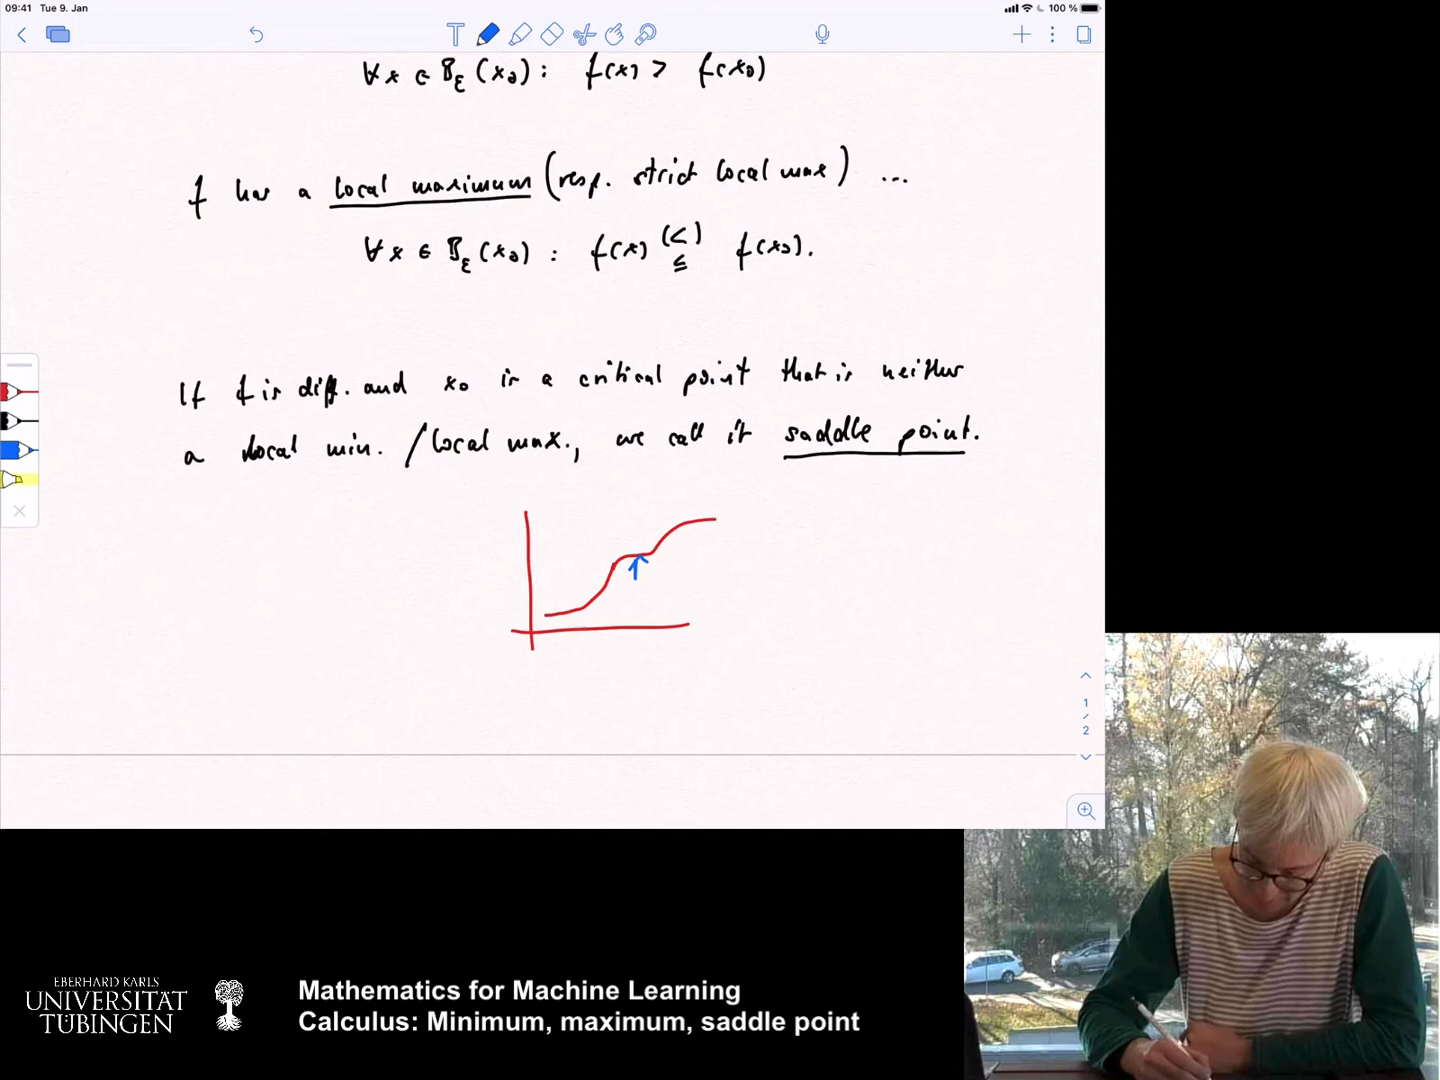 09:41 Tue 9. Jan
100 %
T
∀ x ∈ B_ε (x₀) : f(x) > f(x₀)
f has a local maximum (resp. strict local max) ...
∀ x ∈ B_ε (x₀) : f(x) (<) ≤ f(x₀).
If f is diff. and x₀ is a critical point that is neither
a local min. / local max., we call it saddle point.
1
/
2
EBERHARD KARLS
UNIVERSITÄT
TÜBINGEN
Mathematics for Machine Learning
Calculus: Minimum, maximum, saddle point